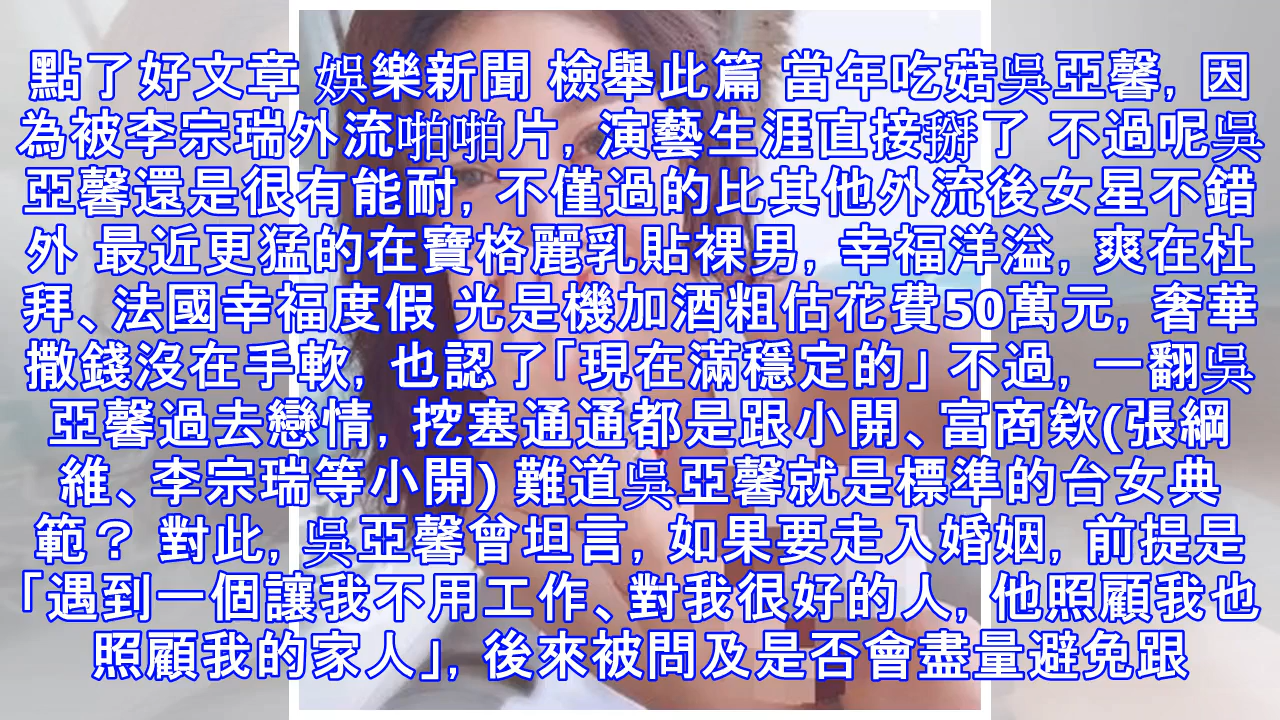 點了好文章 娛樂新聞 檢舉此篇 當年吃菇吳亞馨, 因
為被李宗瑞外流啪啪片, 演藝生涯直接掰了 不過呢吳
亞馨還是很有能耐, 不僅過的比其他外流後女星不錯
外 最近更猛的在寶格麗乳貼裸男, 幸福洋溢, 爽在杜
拜、法國幸福度假 光是機加酒粗估花費50萬元, 奢華
撒錢沒在手軟, 也認了「現在滿穩定的」 不過, 一翻吳
亞馨過去戀情, 挖塞通通都是跟小開、富商欸(張綱
維、李宗瑞等小開) 難道吳亞馨就是標準的台女典
範？ 對此, 吳亞馨曾坦言, 如果要走入婚姻, 前提是
「遇到一個讓我不用工作、對我很好的人, 他照顧我也
照顧我的家人」, 後來被問及是否會盡量避免跟